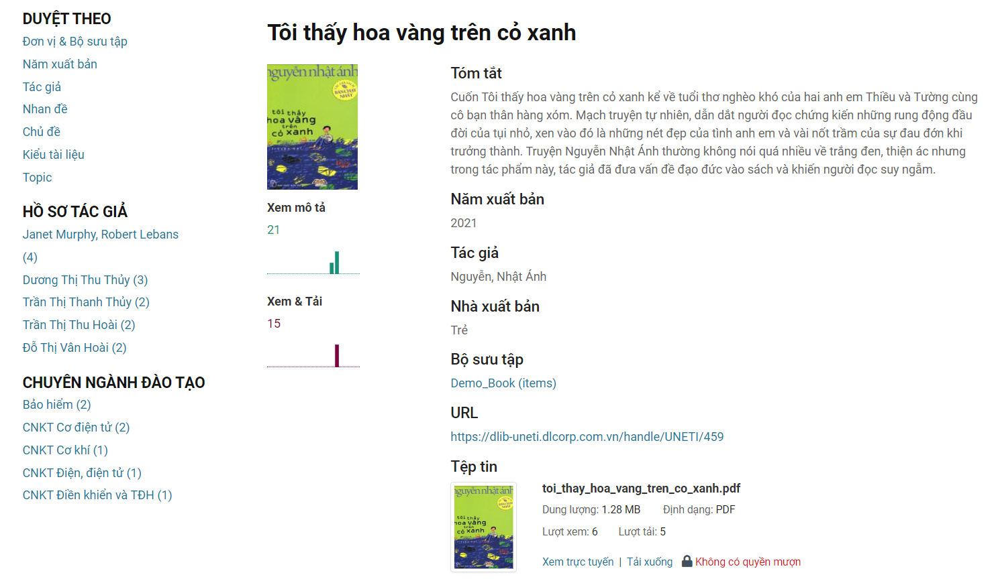 DUYỆT THEO
Đơn vị & Bộ sưu tập
Năm xuất bản
Tác giả
Nhan đề
Chủ đề
Kiểu tài liệu
Topic
HỒ SƠ TÁC GIẢ
Janet Murphy, Robert Lebans
(4)
Dương Thị Thu Thủy (3)
Trần Thị Thanh Thủy (2)
Trần Thị Thu Hoài (2)
Đỗ Thị Vân Hoài (2)
CHUYÊN NGÀNH ĐÀO TẠO
Bảo hiểm (2)
CNKT Cơ điện tử (2)
CNKT Cơ khí (1)
CNKT Điện, điện tử (1)
CNKT Điền khiển và TĐH (1)
Tôi thấy hoa vàng trên cỏ xanh
nguyễn nhật ánh
BÁN CHẠY
NHẤT
tôi thấy
hoa vàng
trên
cỏ xanh
Xem mô tả
21
Xem & Tải
15
Tóm tắt
Cuốn Tôi thấy hoa vàng trên cỏ xanh kể về tuổi thơ nghèo khó của hai anh em Thiều và Tường cùng
cô bạn thân hàng xóm. Mạch truyện tự nhiên, dẫn dắt người đọc chứng kiến những rung động đầu
đời của tụi nhỏ, xen vào đó là những nét đẹp của tình anh em và vài nốt trầm của sự đau đớn khi
trưởng thành. Truyện Nguyễn Nhật Ánh thường không nói quá nhiều về trắng đen, thiện ác nhưng
trong tác phẩm này, tác giả đã đưa vấn đề đạo đức vào sách và khiến người đọc suy ngẫm.
Năm xuất bản
2021
Tác giả
Nguyễn, Nhật Ánh
Nhà xuất bản
Trẻ
Bộ sưu tập
Demo_Book (items)
URL
https://dlib-uneti.dlcorp.com.vn/handle/UNETI/459
Tệp tin
nguyễn nhật ánh
BÁN CHẠY
NHẤT
tôi thấy
hoa vàng
trên
cỏ xanh
toi_thay_hoa_vang_tren_co_xanh.pdf
Dung lượng: 1.28 MB Định dạng: PDF
Lượt xem: 6 Lượt tải: 5
Xem trực tuyến | Tải xuống Không có quyền mượn